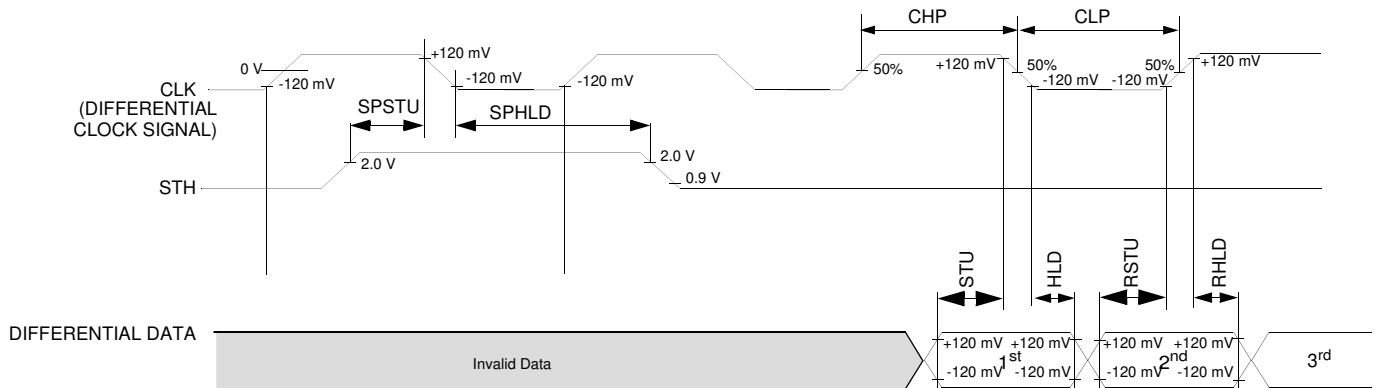 CHP CLP
+120 mV
0 V -120 mV -120 mV -120 mV 50% +120 mV 50% -120 mV -120 mV 50% +120 mV
CLK
(DIFFERENTIAL
CLOCK SIGNAL)
SPSTU SPHLD
2.0 V 2.0 V
STH 0.9 V
STU HLD RSTU RHLD
DIFFERENTIAL DATA
+120 mV +120 mV +120 mV +120 mV
Invalid Data 1st 2nd 3rd
-120 mV -120 mV -120 mV -120 mV